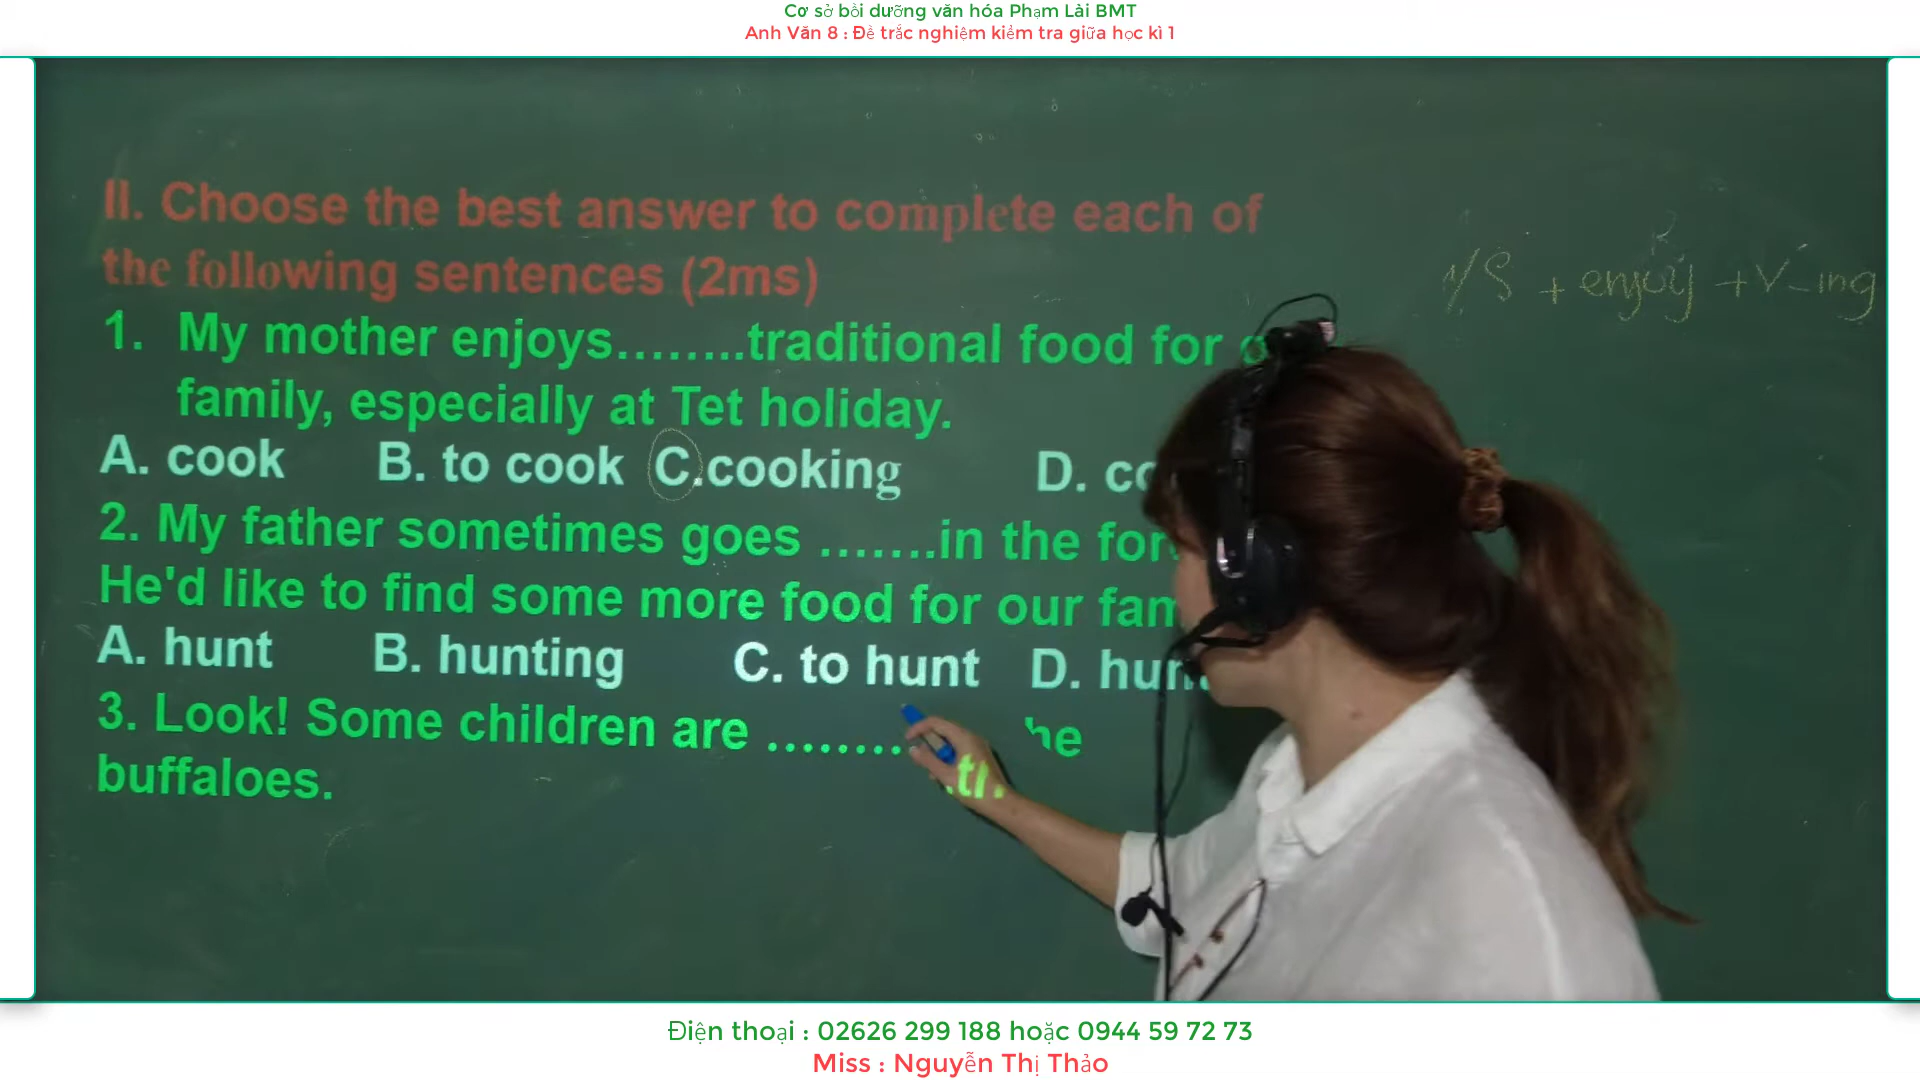 Cơ sở bồi dưỡng văn hóa Phạm Lài BMT
Anh Văn 8 : Đề trắc nghiệm kiểm tra giữa học kì 1
II. Choose the best answer to complete each of
the following sentences (2ms)
S + enjoy + V-ing
1. My mother enjoys........traditional food for
family, especially at Tet holiday.
A. cook B. to cook C.cooking D.
2. My father sometimes goes .......in the
He'd like to find some more food for our
A. hunt B. hunting C. to hunt D.
3. Look! Some children are ........
buffaloes.
Điện thoại : 02626 299 188 hoặc 0944 59 72 73
Miss : Nguyễn Thị Thảo